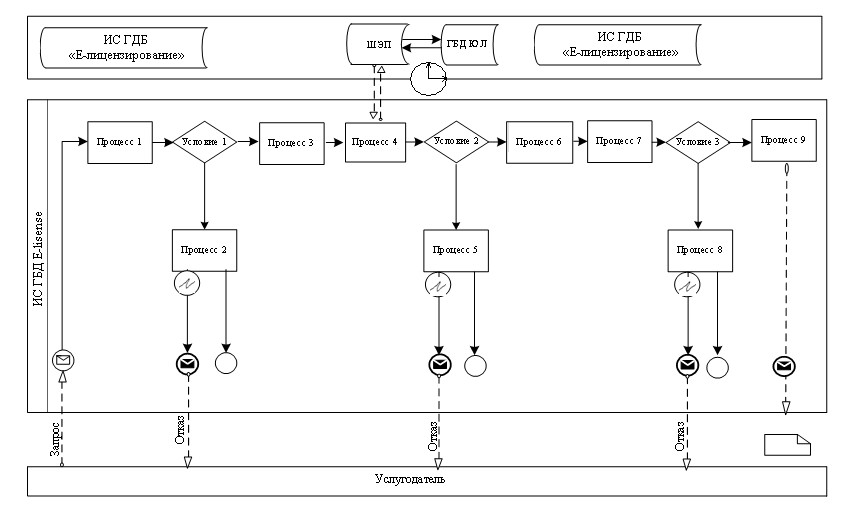 ИС ГДБ
«Е-лицензирование»
ШЭП
ГБД ЮЛ
ИС ГДБ
«Е-лицензирование»
ИС ГБД E-lisense
Процесс 1
Условие 1
Процесс 3
Процесс 4
Условие 2
Процесс 6
Процесс 7
Условие 3
Процесс 9
Процесс 2
Процесс 5
Процесс 8
Запрос
Отказ
Отказ
Отказ
Услугодатель